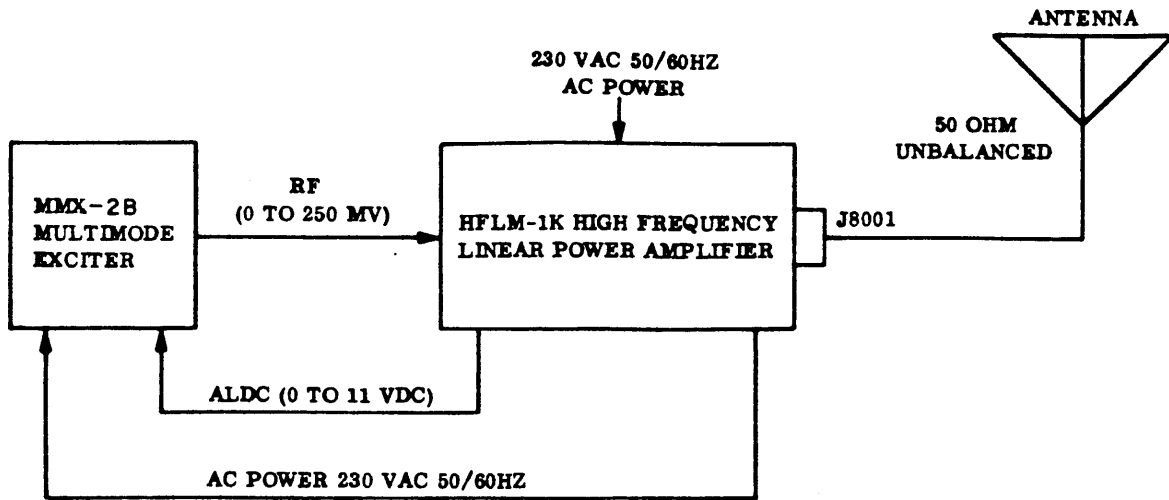 ANTENNA
230 VAC 50/60HZ
AC POWER
50 OHM
UNBALANCED
MMX-2B
MULTIMODE
EXCITER
RF
(0 TO 250 MV)
HFLM-1K HIGH FREQUENCY
LINEAR POWER AMPLIFIER
J8001
ALDC (0 TO 11 VDC)
AC POWER 230 VAC 50/60HZ